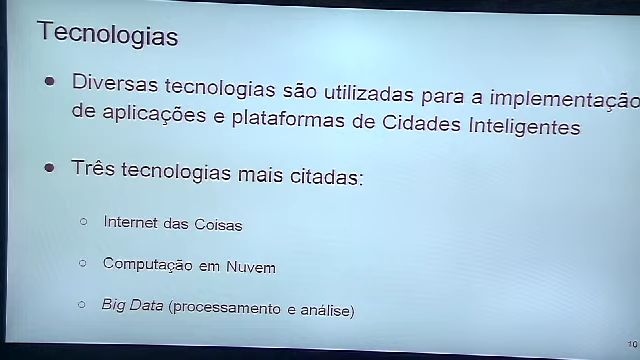 Tecnologias
● Diversas tecnologias são utilizadas para a implementação
de aplicações e plataformas de Cidades Inteligentes
● Três tecnologias mais citadas:
○ Internet das Coisas
○ Computação em Nuvem
○ Big Data (processamento e análise)
10